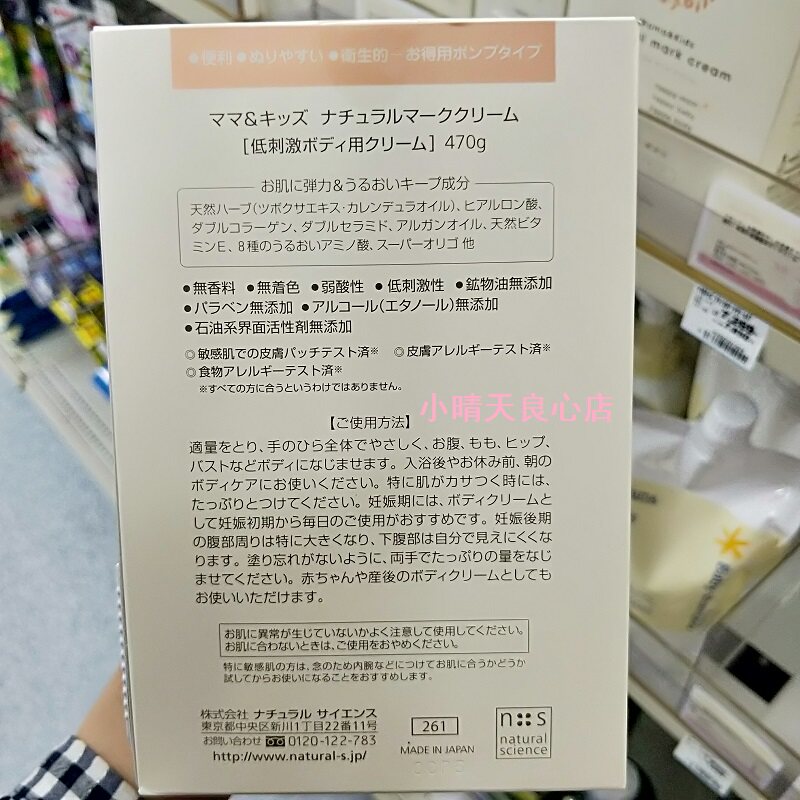 ●便利 ●ぬりやすい ●衛生的―お得用ポンプタイプ
ママ&キッズ ナチュラルマーククリーム
[低刺激ボディ用クリーム] 470g
お肌に弾力&うるおいキープ成分
天然ハーブ(ツボクサエキス・カレンデュラオイル)、ヒアルロン酸、
ダブルコラーゲン、ダブルセラミド、アルガンオイル、天然ビタ
ミンE、8種のうるおいアミノ酸、スーパーオリゴ 他
●無香料 ●無着色 ●弱酸性 ●低刺激性 ●鉱物油無添加
●パラベン無添加 ●アルコール(エタノール)無添加
●石油系界面活性剤無添加
◎敏感肌での皮膚パッチテスト済※ ◎皮膚アレルギーテスト済※
◎食物アレルギーテスト済※
※すべての方に合うというわけではありません。
小晴天良心店
【ご使用方法】
適量をとり、手のひら全体でやさしく、お腹、もも、ヒップ、
バストなどボディになじませます。入浴後やお休み前、朝の
ボディケアにお使いください。特に肌がカサつく時には、
たっぷりとつけてください。妊娠期には、ボディクリームと
して妊娠初期から毎日のご使用がおすすめです。妊娠後期
の腹部周りは特に大きくなり、下腹部は自分で見えにくくな
ります。塗り忘れがないように、両手でたっぷりの量をなじ
ませてください。赤ちゃんや産後のボディクリームとしても
お使いいただけます。
お肌に異常が生じていないかよく注意して使用してください。
お肌に合わないときは、ご使用をおやめください。
特に敏感肌の方は、念のため内腕などにつけてお肌に合うかどうか
試してからお使いになることをおすすめします。
株式会社 ナチュラル サイエンス
東京都中央区新川1丁目22番11号
お問い合わせ 0120-122-783
http://www.natural-s.jp/
261
MADE IN JAPAN
n s
natural
science
mark cream